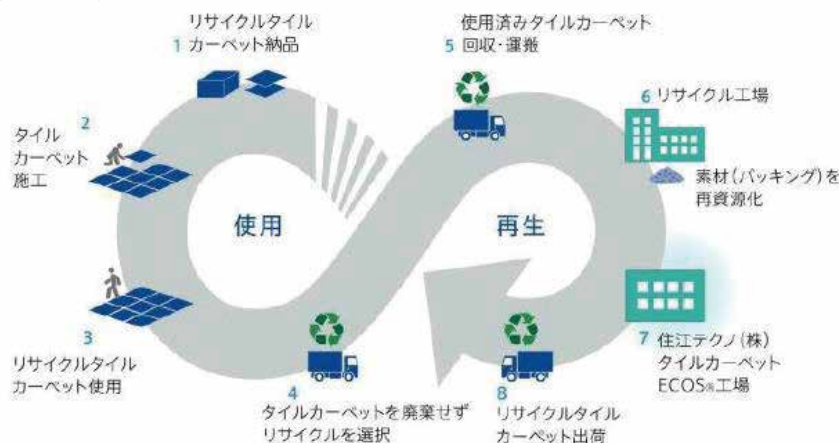 リサイクルタイル
1 カーペット納品
2
タイル
カーペット
施工
3
リサイクルタイル
カーペット使用
使用
4
タイルカーペットを廃棄せず
リサイクルを選択
使用済みタイルカーペット
5 回収・運搬
6 リサイクル工場
素材(パッキング)を
再資源化
再生
7 住江テクノ(株)
タイルカーペット
ECOS®工場
8
リサイクルタイル
カーペット出荷